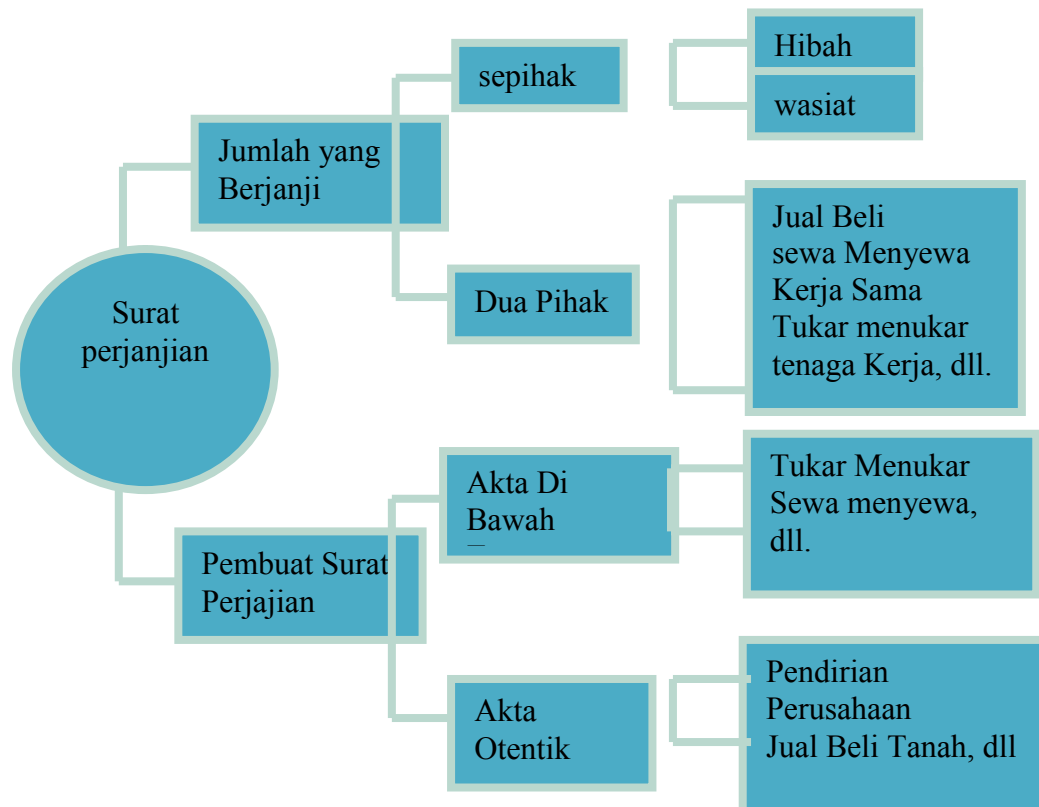 Surat
perjanjian
Jumlah yang
Berjanji
sepihak
Hibah
wasiat
Dua Pihak
Jual Beli
sewa Menyewa
Kerja Sama
Tukar menukar
tenaga Kerja, dll.
Pembuat Surat
Perjajian
Akta Di
Bawah
Tukar Menukar
Sewa menyewa,
dll.
Akta
Otentik
Pendirian
Perusahaan
Jual Beli Tanah, dll